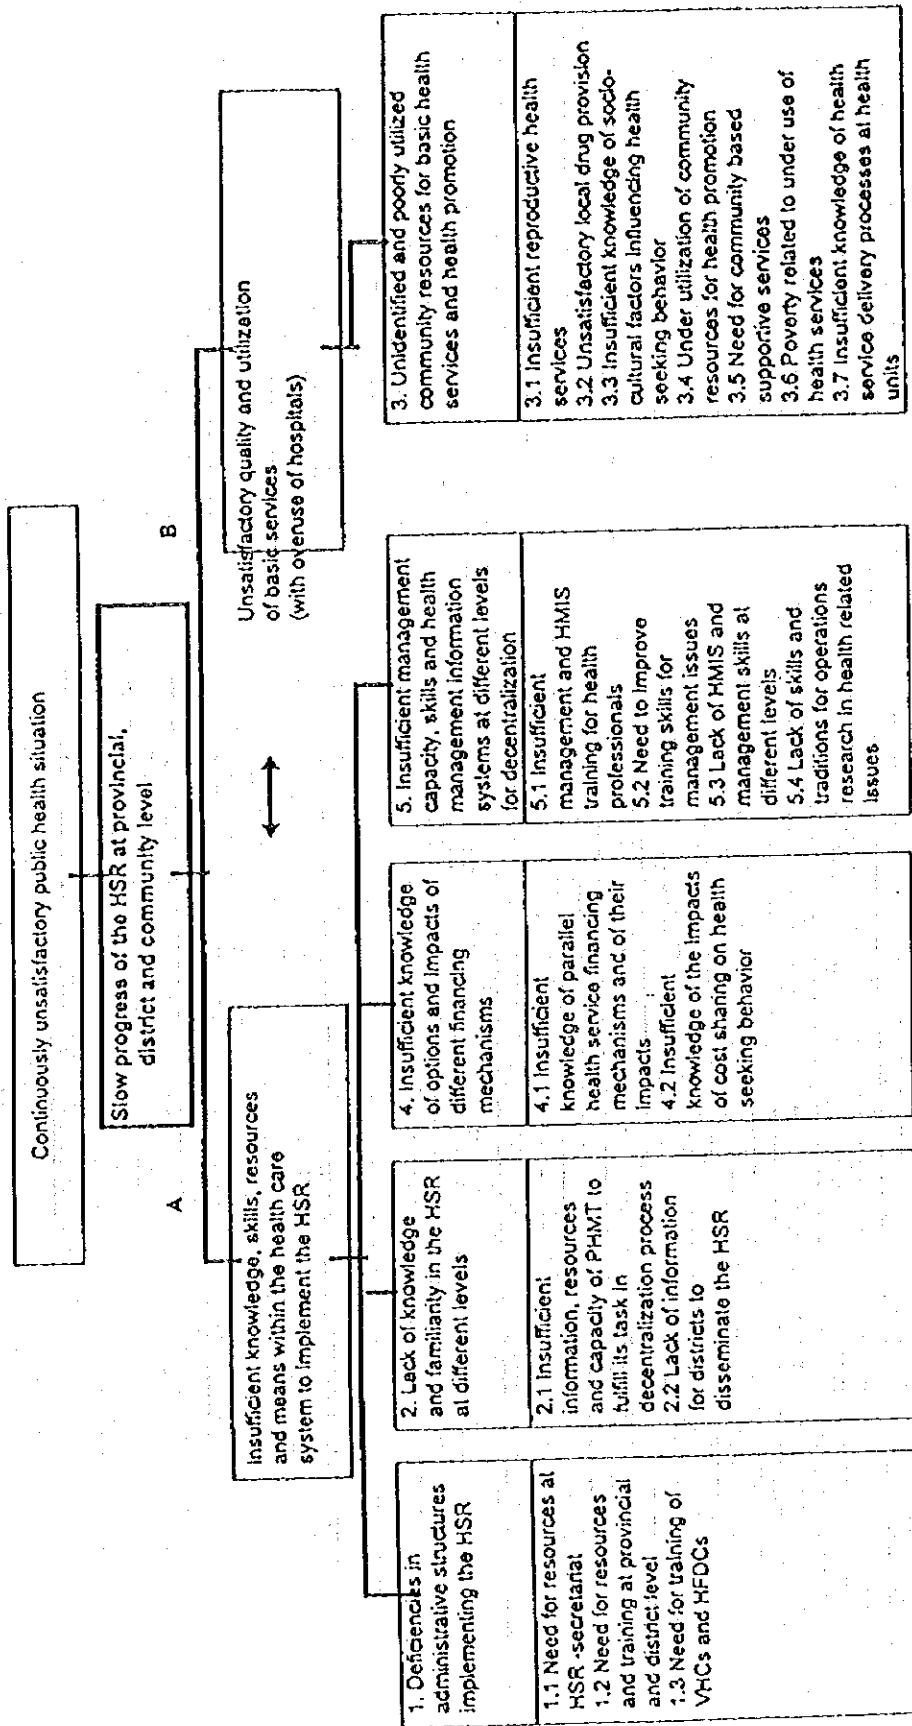 Continuously unsatisfactory public health situation
Slow progress of the HSR at provincial,
district and community level
A
B
Insufficient knowledge, skills, resources
and means within the health care
system to implement the HSR
Unsatisfactory quality and utilization
of basic services
(with overuse of hospitals)
1. Deficiencies in
administrative structures
implementing the HSR
1.1 Need for resources at
HSR -secretariat
1.2 Need for resources
and training at provincial
and district level
1.3 Need for training of
VHCs and HFDCs
2. Lack of knowledge
and familiarity in the HSR
at different levels
2.1 Insufficient
information, resources
and capacity of PHMT to
fulfill its task in
decentralization process
2.2 Lack of information
for districts to
disseminate the HSR
4. Insufficient knowledge
of options and impacts of
different financing
mechanisms
4.1 Insufficient
knowledge of parallel
health service financing
mechanisms and of their
impacts
4.2 Insufficient
knowledge of the impacts
of cost sharing on health
seeking behavior
5. Insufficient management
capacity, skills and health
management information
systems at different levels
for decentralization
5.1 Insufficient
management and HMIS
training for health
professionals
5.2 Need to improve
training skills for
management issues
5.3 Lack of HMIS and
management skills at
different levels
5.4 Lack of skills and
traditions for operations
research in health related
issues
3. Unidentified and poorly utilized
community resources for basic health
services and health promotion
3.1 Insufficient reproductive health
services
3.2 Unsatisfactory local drug provision
3.3 Insufficient knowledge of socio-
cultural factors influencing health
seeking behavior
3.4 Under utilization of community
resources for health promotion
3.5 Need for community based
supportive services
3.6 Poverty related to under use of
health services
3.7 Insufficient knowledge of health
service delivery processes at health
units